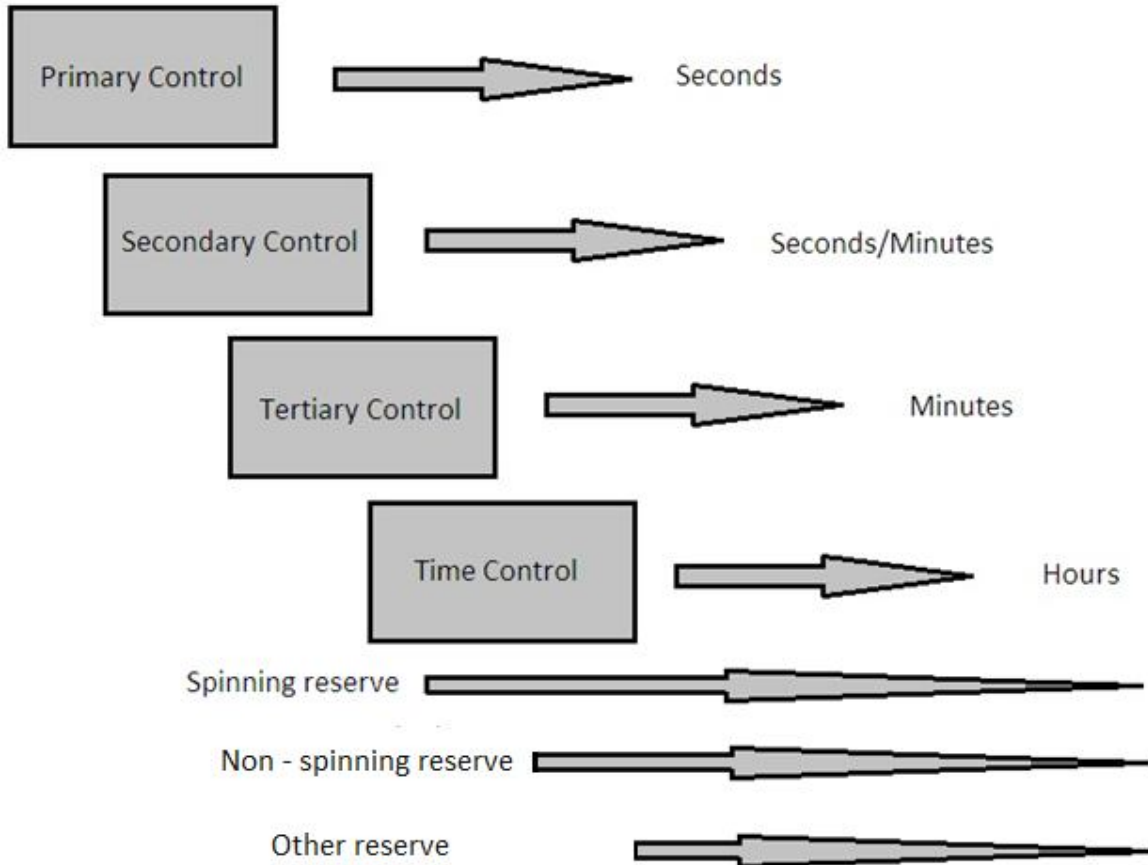 Primary Control
Seconds
Secondary Control
Seconds/Minutes
Tertiary Control
Minutes
Time Control
Hours
Spinning reserve
Non - spinning reserve
Other reserve